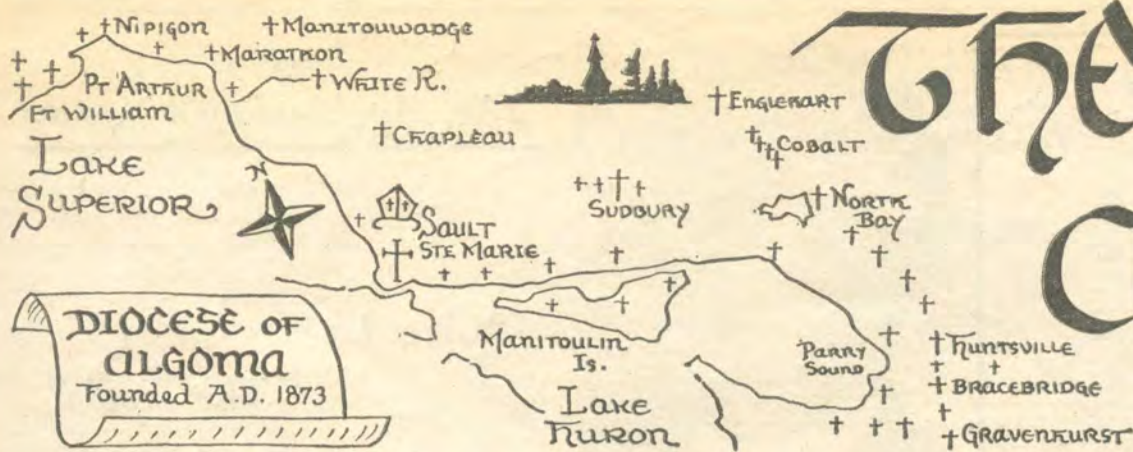 NIPIGON
MANITOUWADGE
MARATHON
PT ARTHUR
WHITE R.
FT WILLIAM
CHAPLEAU
ENGLEHART
COBALT
LAKE
SUPERIOR
N
SAULT
STE MARIE
SUDBURY
NORTH
BAY
DIOCESE OF
ALGOMA
Founded A.D. 1873
MANITOULIN
IS.
LAKE
HURON
PARRY
SOUND
HUNTSVILLE
BRACEBRIDGE
GRAVENHURST
THE